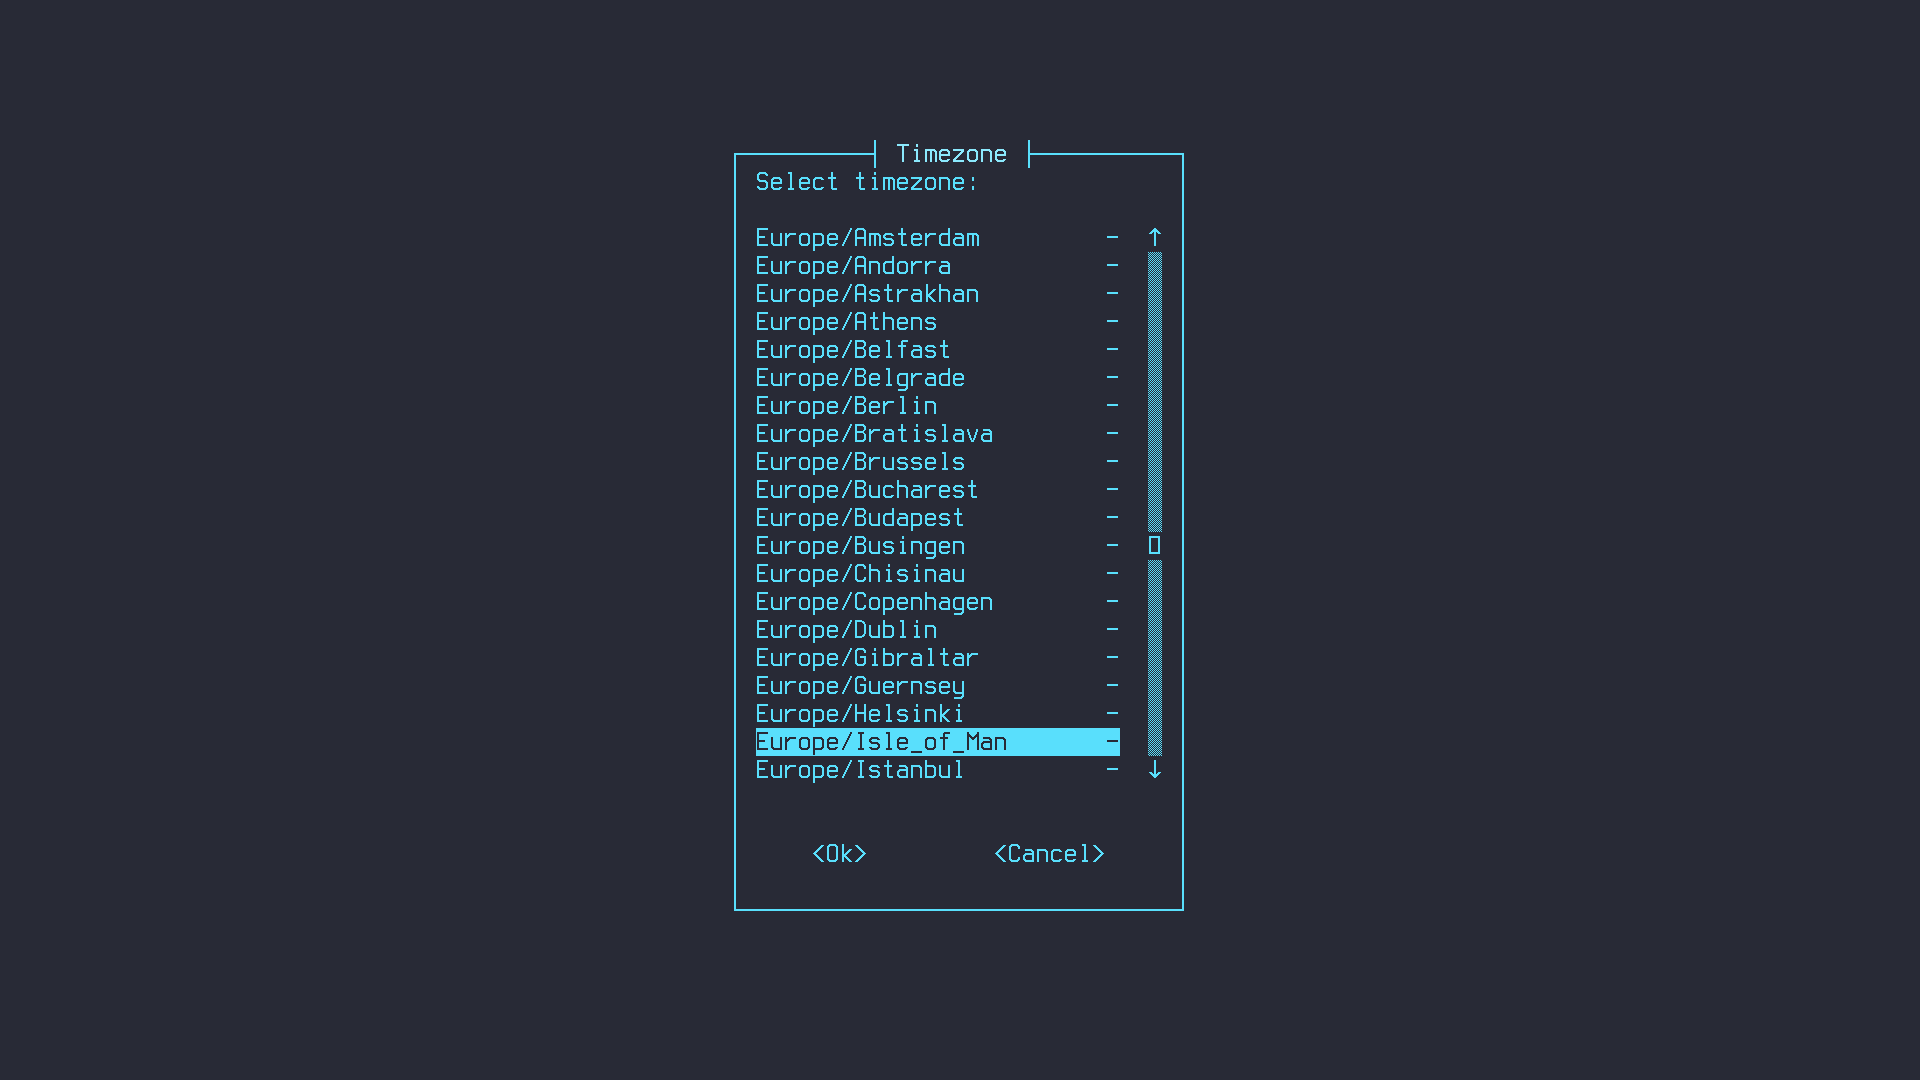 Timezone
Select timezone:
Europe/Amsterdam - ↑
Europe/Andorra -
Europe/Astrakhan -
Europe/Athens -
Europe/Belfast -
Europe/Belgrade -
Europe/Berlin -
Europe/Bratislava -
Europe/Brussels -
Europe/Bucharest -
Europe/Budapest -
Europe/Busingen -
Europe/Chisinau -
Europe/Copenhagen -
Europe/Dublin -
Europe/Gibraltar -
Europe/Guernsey -
Europe/Helsinki -
Europe/Isle_of_Man -
Europe/Istanbul - ↓
<Ok> <Cancel>